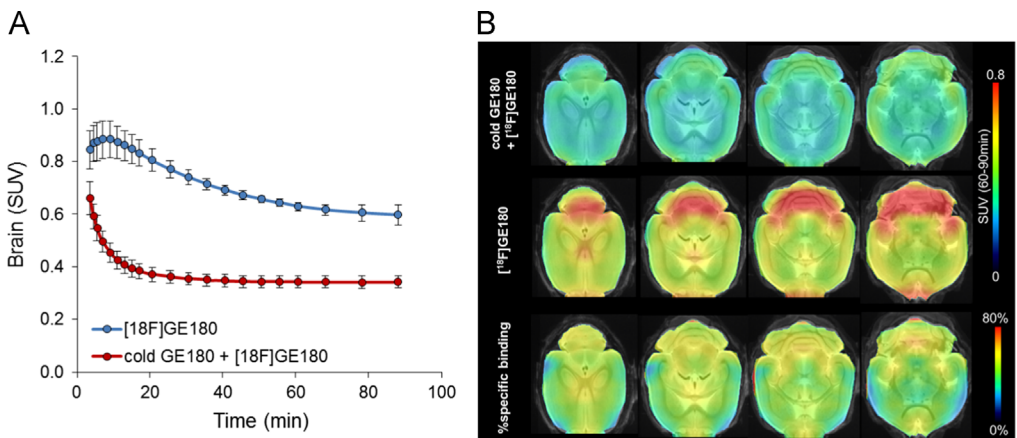 A
1.2
1.0
0.8
0.6
0.4
0.2
0.0
Brain (SUV)
[18F]GE180
cold GE180 + [18F]GE180
0
20
40
60
80
100
Time (min)
B
cold GE180
+ [¹⁸F]GE180
[¹⁸F]GE180
%specific binding
0.8
SUV (60-90min)
0
80%
0%